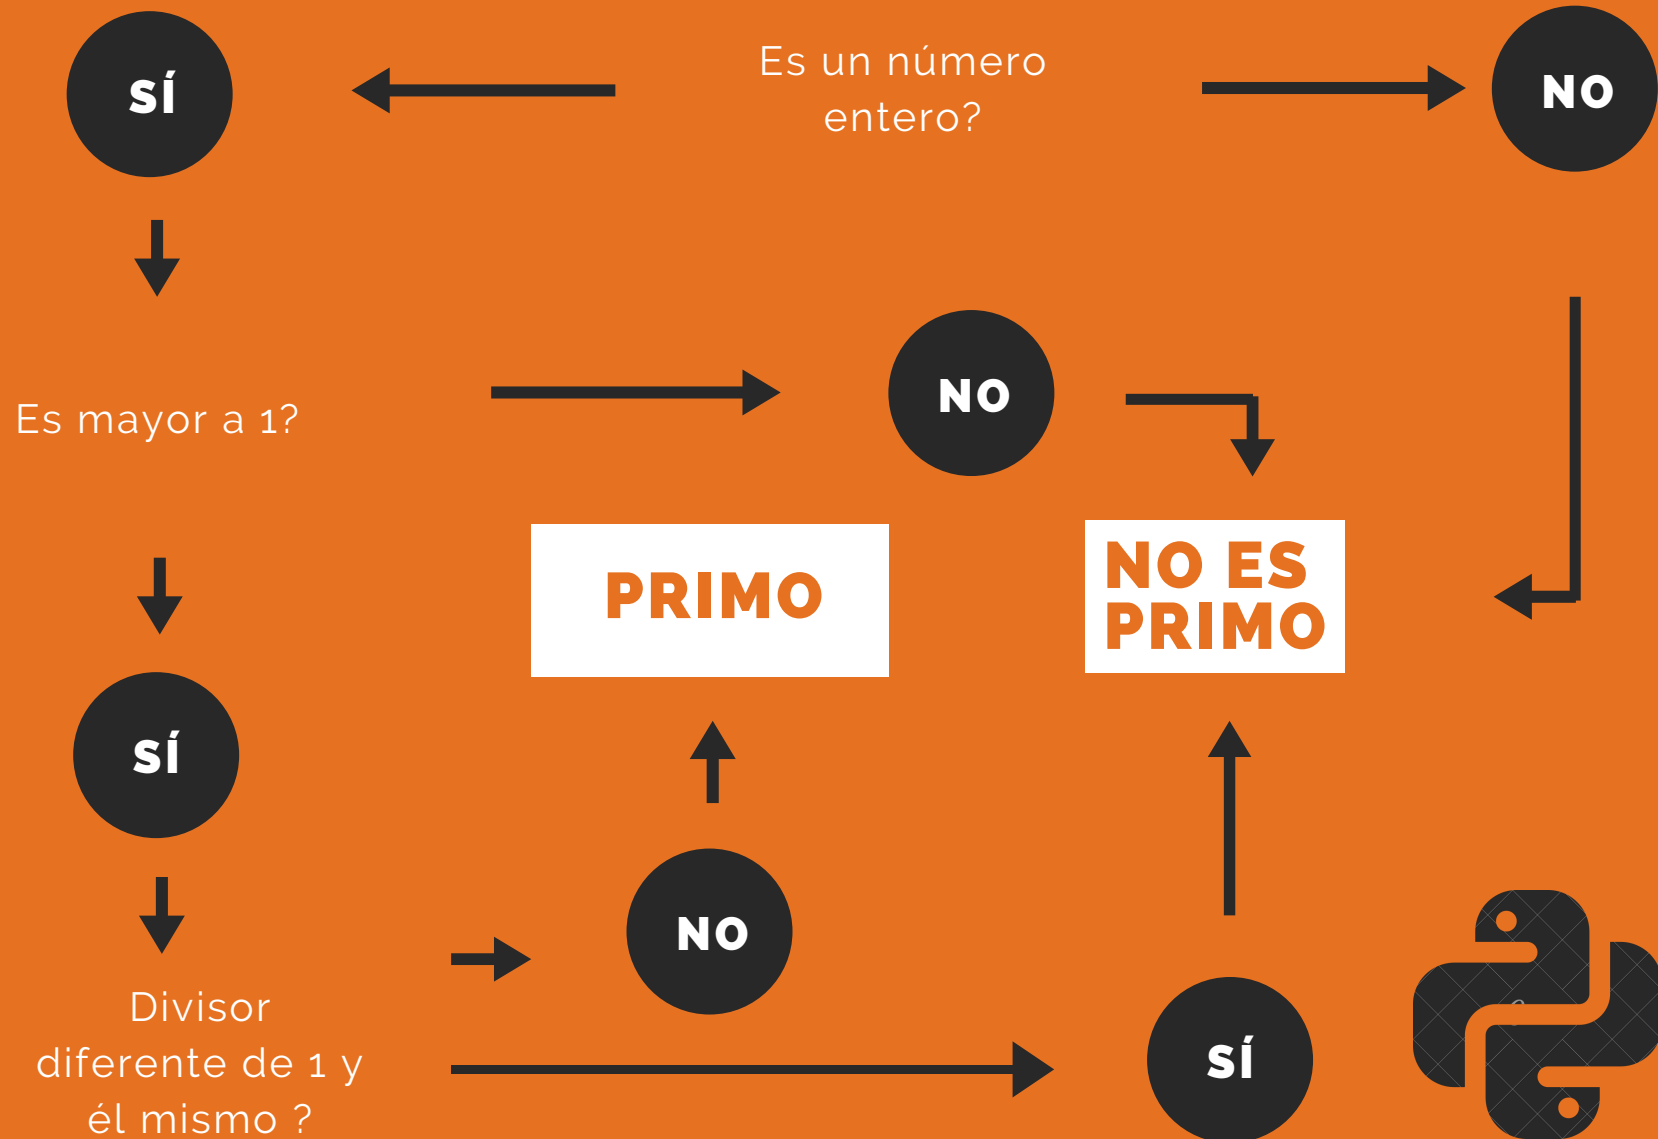 SÍ
Es un número
entero?
NO
Es mayor a 1?
NO
PRIMO
NO ES
PRIMO
SÍ
NO
Divisor
diferente de 1 y
él mismo ?
SÍ